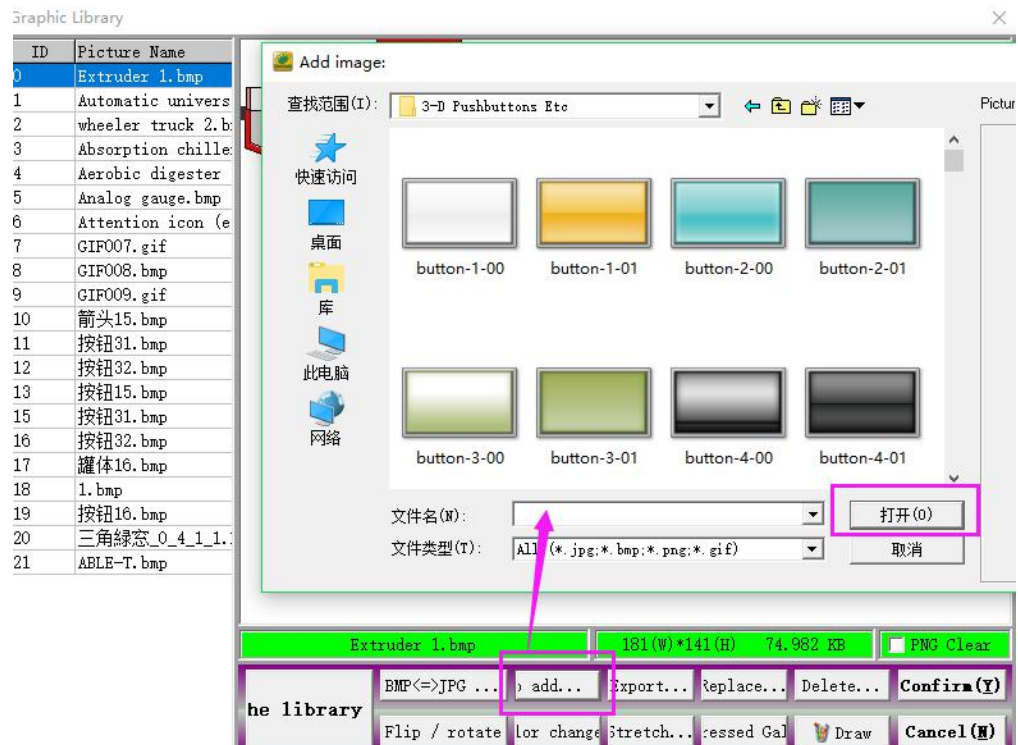 Graphic Library
ID Picture Name
0 Extruder 1.bmp
1 Automatic univers
2 wheeler truck 2.b
3 Absorption chille
4 Aerobic digester
5 Analog gauge.bmp
6 Attention icon (e
7 GIF007.gif
8 GIF008.bmp
9 GIF009.gif
10 箭头15.bmp
11 按钮31.bmp
12 按钮32.bmp
13 按钮15.bmp
15 按钮31.bmp
16 按钮32.bmp
17 罐体16.bmp
18 1.bmp
19 按钮16.bmp
20 三角緑窓_0_4_1_1.
21 ABLE-T.bmp
Add image:
查找范围(I):
3-D Pushbuttons Etc
Pictur
快速访问
桌面
库
此电脑
网络
button-1-00 button-1-01 button-2-00 button-2-01
button-3-00 button-3-01 button-4-00 button-4-01
文件名(N):
打开(O)
文件类型(T):
All (*.jpg;*.bmp;*.png;*.gif)
取消
Extruder 1.bmp
181(W)*141(H) 74.982 KB
PNG Clear
he library
BMP<=>JPG ... add... Export... Replace... Delete... Confirm(Y)
Flip / rotate lor change Stretch... ressed Gal Draw Cancel(N)